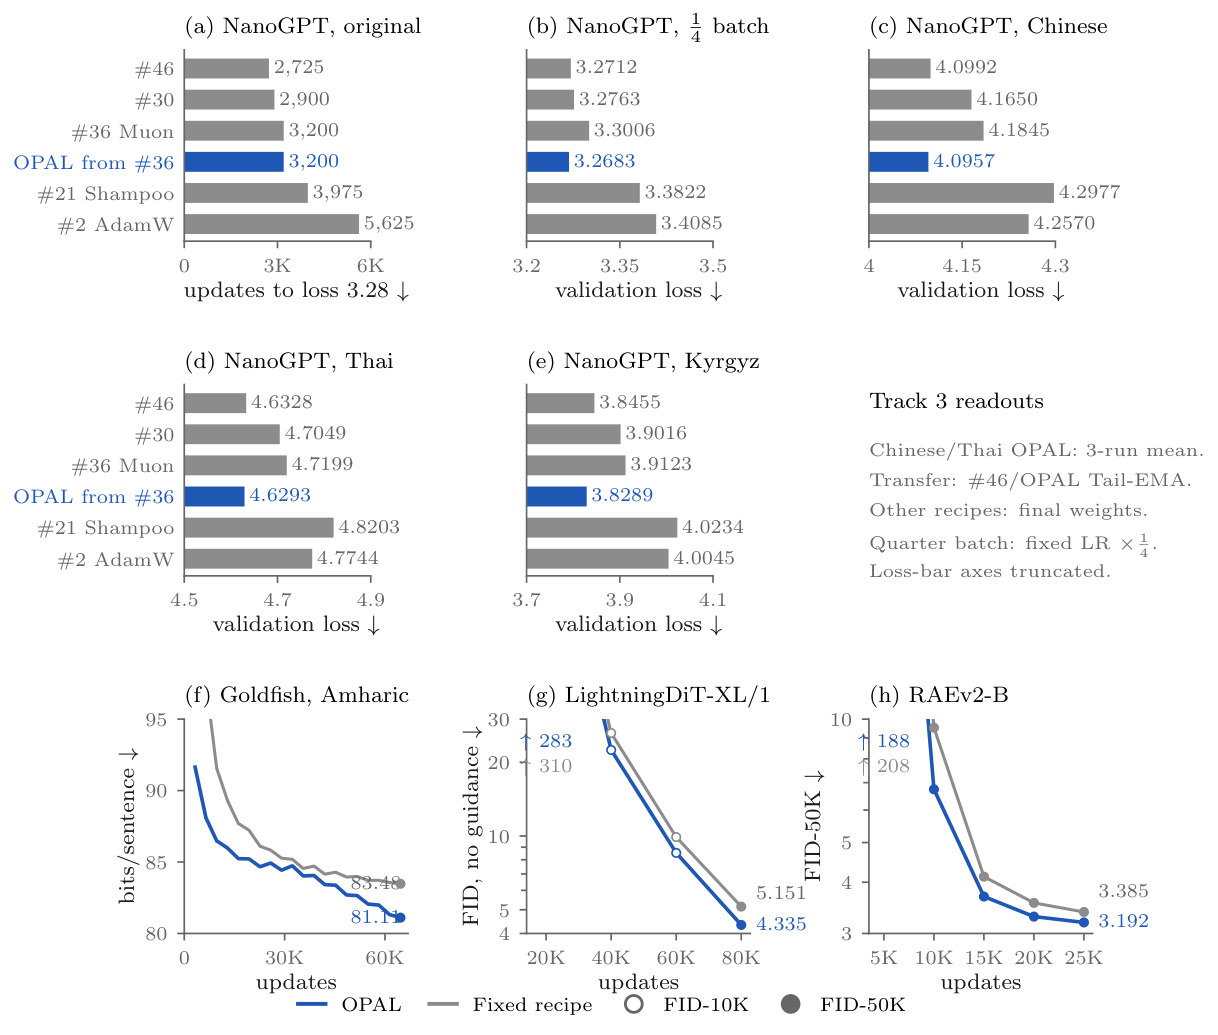 (a) NanoGPT, original
#46 2,725
#30 2,900
#36 Muon 3,200
OPAL from #36 3,200
#21 Shampoo 3,975
#2 AdamW 5,625
0 3K 6K
updates to loss 3.28 ↓
(b) NanoGPT, 1/4 batch
3.2712
3.2763
3.3006
3.2683
3.3822
3.4085
3.2 3.35 3.5
validation loss ↓
(c) NanoGPT, Chinese
4.0992
4.1650
4.1845
4.0957
4.2977
4.2570
4 4.15 4.3
validation loss ↓
(d) NanoGPT, Thai
#46 4.6328
#30 4.7049
#36 Muon 4.7199
OPAL from #36 4.6293
#21 Shampoo 4.8203
#2 AdamW 4.7744
4.5 4.7 4.9
validation loss ↓
(e) NanoGPT, Kyrgyz
3.8455
3.9016
3.9123
3.8289
4.0234
4.0045
3.7 3.9 4.1
validation loss ↓
Track 3 readouts
Chinese/Thai OPAL: 3-run mean.
Transfer: #46/OPAL Tail-EMA.
Other recipes: final weights.
Quarter batch: fixed LR ×1/4.
Loss-bar axes truncated.
(f) Goldfish, Amharic
bits/sentence ↓
95
90
85
80
83.48
81.11
0 30K 60K
updates
(g) LightningDiT-XL/1
FID, no guidance ↓
30
20
10
5
4
↑ 283
↑ 310
5.151
4.335
20K 40K 60K 80K
updates
(h) RAEv2-B
FID-50K ↓
10
5
4
3
↑ 188
↑ 208
3.385
3.192
5K 10K 15K 20K 25K
updates
OPAL Fixed recipe FID-10K FID-50K